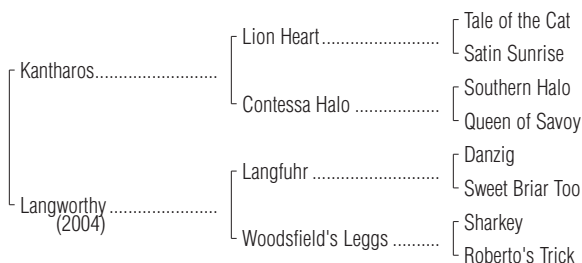 Tale of the Cat
Lion Heart........................
Satin Sunrise
Kantharos.........................
Southern Halo
Contessa Halo .................
Queen of Savoy
Danzig
Langfuhr ..........................
Sweet Briar Too
Langworthy ......................
(2004)
Sharkey
Woodsfield's Leggs ..........
Roberto's Trick